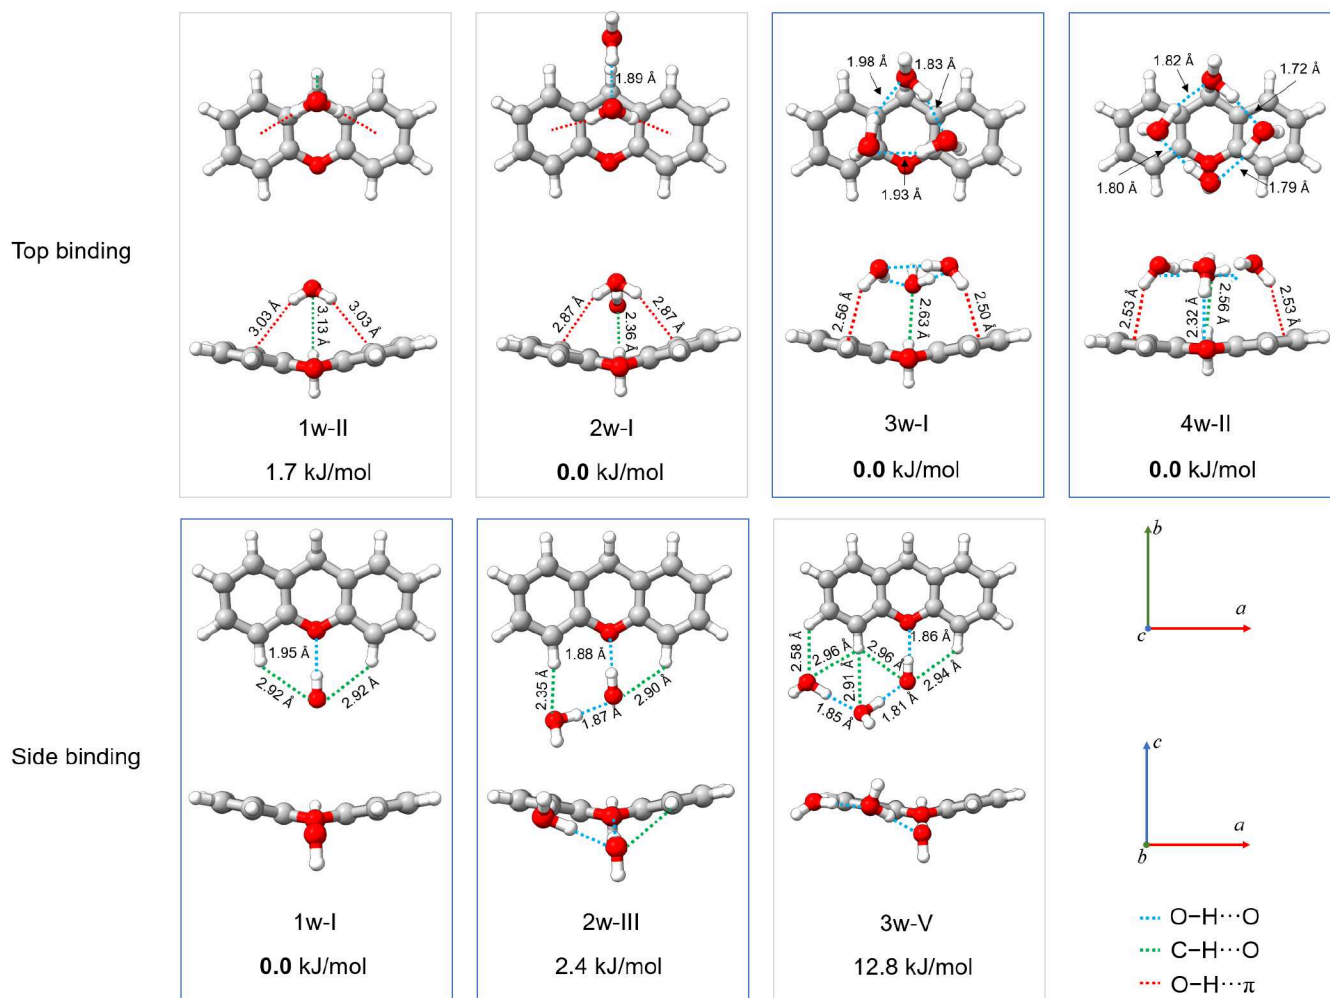 1.89 Å
1.98 Å
1.83 Å
1.93 Å
1.82 Å
1.72 Å
1.80 Å
1.79 Å
Top binding
3.03 Å
3.13 Å
3.03 Å
2.87 Å
2.36 Å
2.87 Å
2.56 Å
2.63 Å
2.50 Å
2.53 Å
2.32 Å
2.56 Å
2.53 Å
1w-II
2w-I
3w-I
4w-II
1.7 kJ/mol
0.0 kJ/mol
0.0 kJ/mol
0.0 kJ/mol
1.95 Å
2.92 Å
2.92 Å
1.88 Å
2.35 Å
1.87 Å
2.90 Å
1.86 Å
2.58 Å
2.96 Å
2.96 Å
2.91 Å
2.94 Å
1.85 Å
1.81 Å
b
c
a
Side binding
c
a
b
1w-I
2w-III
3w-V
0.0 kJ/mol
2.4 kJ/mol
12.8 kJ/mol
O−H···O
C−H···O
O−H···π